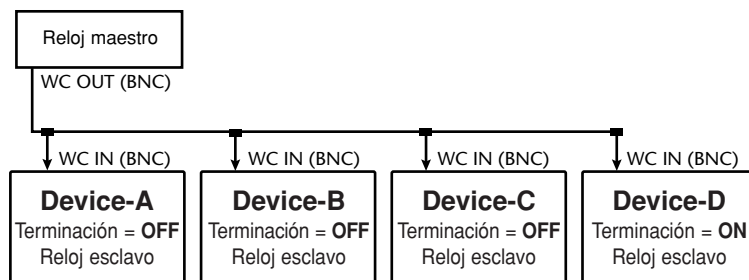 Reloj maestro
WC OUT (BNC)
WC IN (BNC) WC IN (BNC) WC IN (BNC) WC IN (BNC)
Device-A
Terminación = OFF
Reloj esclavo
Device-B
Terminación = OFF
Reloj esclavo
Device-C
Terminación = OFF
Reloj esclavo
Device-D
Terminación = ON
Reloj esclavo